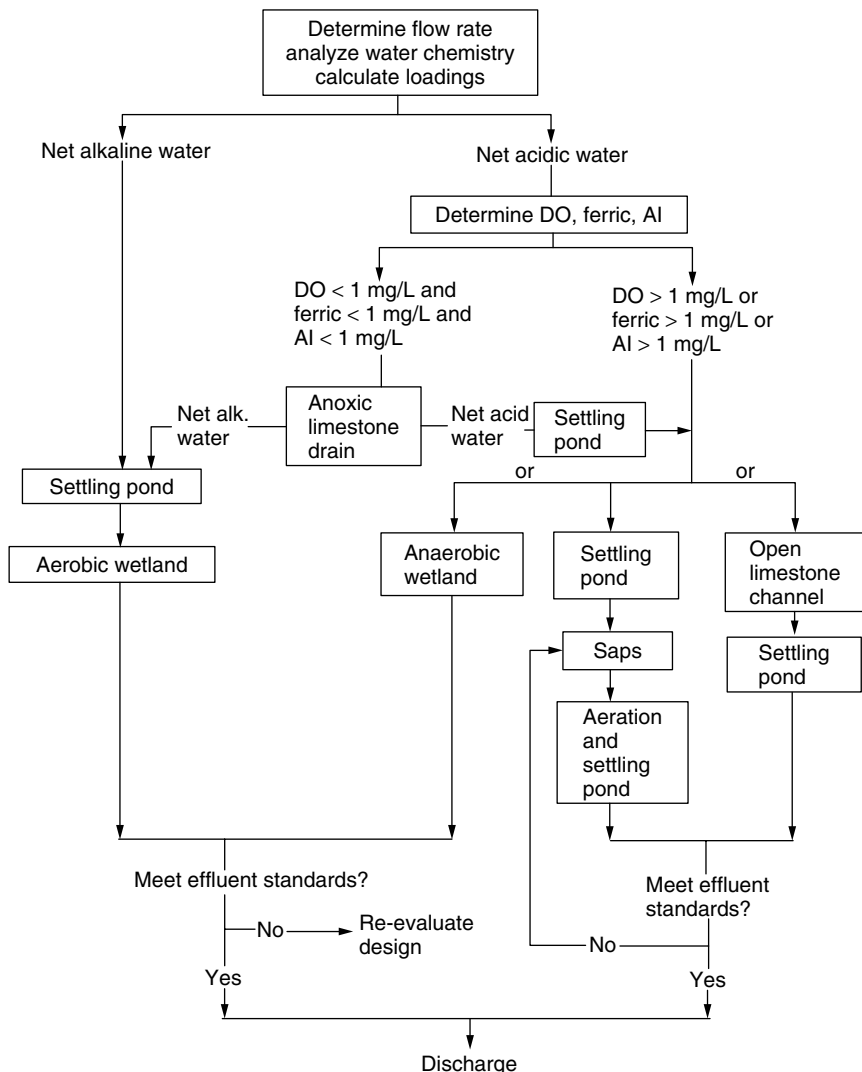 Determine flow rate
analyze water chemistry
calculate loadings
Net alkaline water
Net acidic water
Determine DO, ferric, AI
DO < 1 mg/L and
ferric < 1 mg/L and
AI < 1 mg/L
DO > 1 mg/L or
ferric > 1 mg/L or
AI > 1 mg/L
Net alk.
water
Anoxic
limestone
drain
Net acid
water
Settling
pond
or
or
Settling pond
Aerobic wetland
Anaerobic
wetland
Settling
pond
Open
limestone
channel
Saps
Settling
pond
Aeration
and
settling
pond
Meet effluent standards?
Meet effluent
standards?
No
Re-evaluate
design
No
Yes
Yes
Discharge